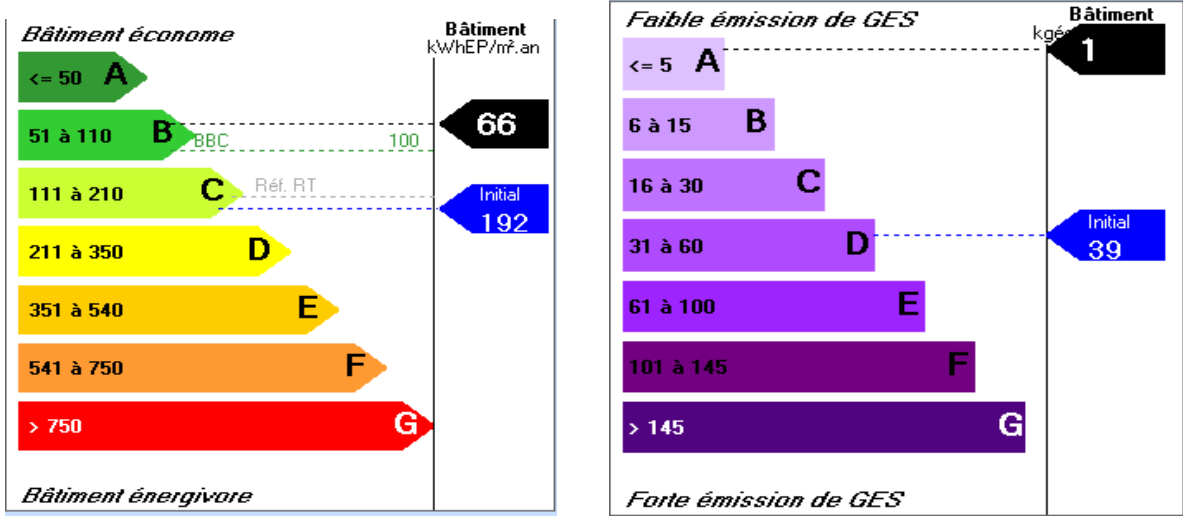 Bâtiment économe
Bâtiment
kWhEP/m².an
<= 50 A
51 à 110 B
BBC 100
66
111 à 210 C
Réf. RT
Initial
192
211 à 350 D
351 à 540 E
541 à 750 F
> 750 G
Bâtiment énergivore
Faible émission de GES
Bâtiment
1
<= 5 A
6 à 15 B
16 à 30 C
31 à 60 D
Initial
39
61 à 100 E
101 à 145 F
> 145 G
Forte émission de GES